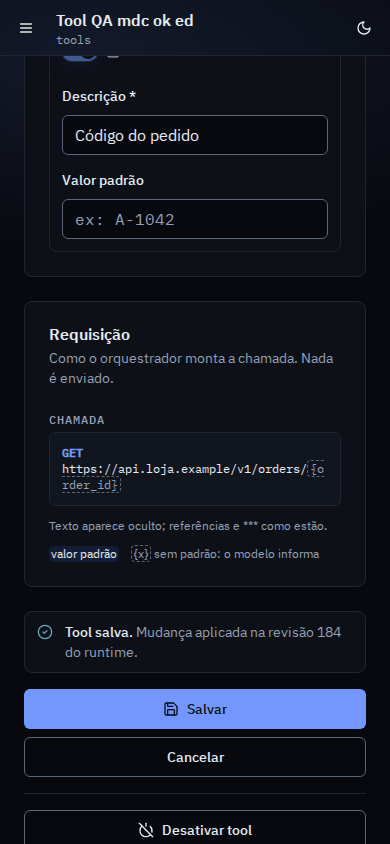 Tool QA mdc ok ed
tools
Descrição *
Código do pedido
Valor padrão
ex: A-1042
Requisição
Como o orquestrador monta a chamada. Nada
é enviado.
CHAMADA
GET
https://api.loja.example/v1/orders/{o
rder_id}
Texto aparece oculto; referências e *** como estão.
valor padrão {x} sem padrão: o modelo informa
Tool salva. Mudança aplicada na revisão 184
do runtime.
Salvar
Cancelar
Desativar tool